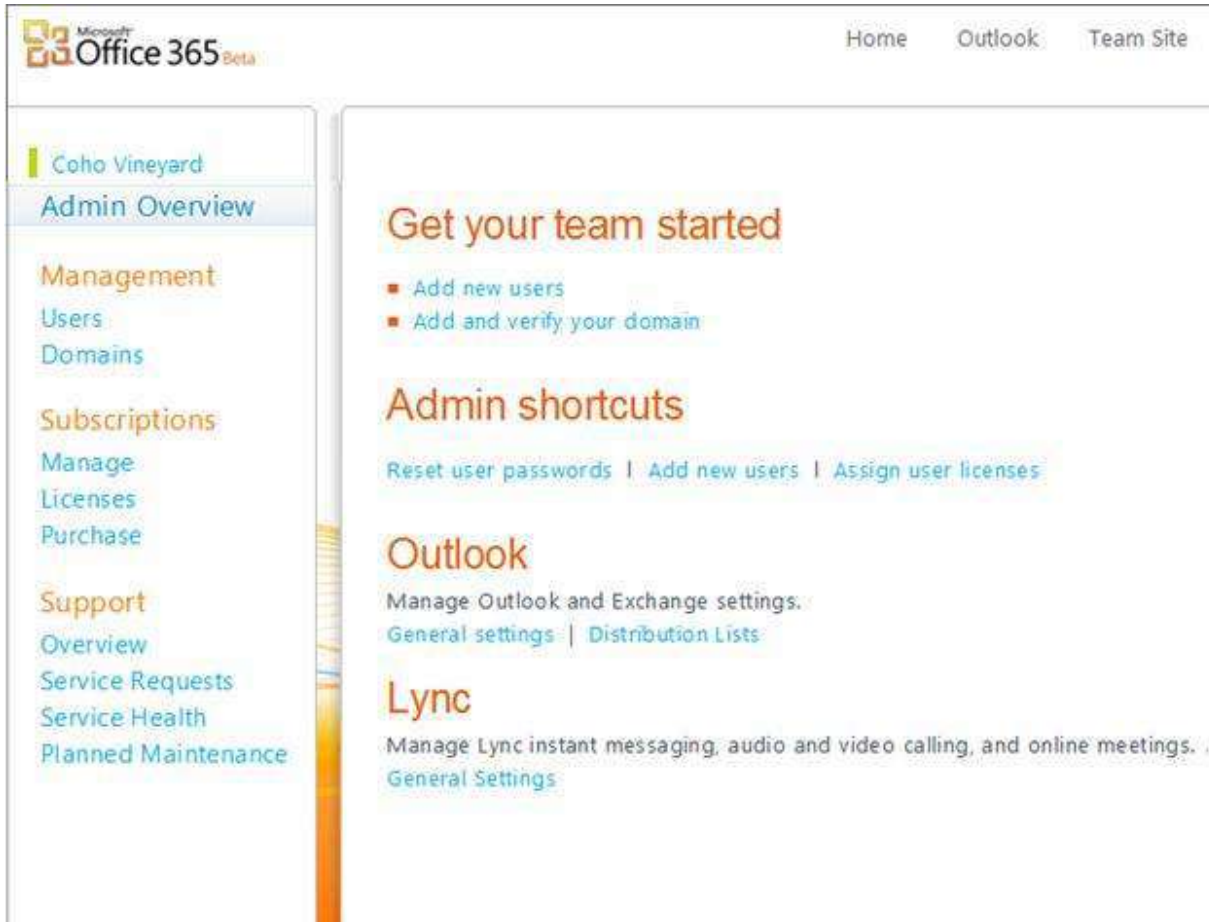 Microsoft
Office 365 Beta
Home Outlook Team Site
Coho Vineyard
Admin Overview
Management
Users
Domains
Subscriptions
Manage
Licenses
Purchase
Support
Overview
Service Requests
Service Health
Planned Maintenance
Get your team started
Add new users
Add and verify your domain
Admin shortcuts
Reset user passwords | Add new users | Assign user licenses
Outlook
Manage Outlook and Exchange settings.
General settings | Distribution Lists
Lync
Manage Lync instant messaging, audio and video calling, and online meetings.
General Settings